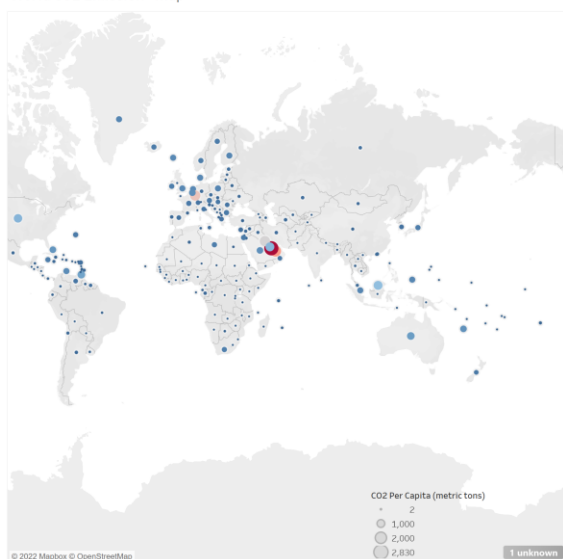 CO2 Per Capita (metric tons)
2
1,000
2,000
2,830
1 unknown
© 2022 Mapbox © OpenStreetMap